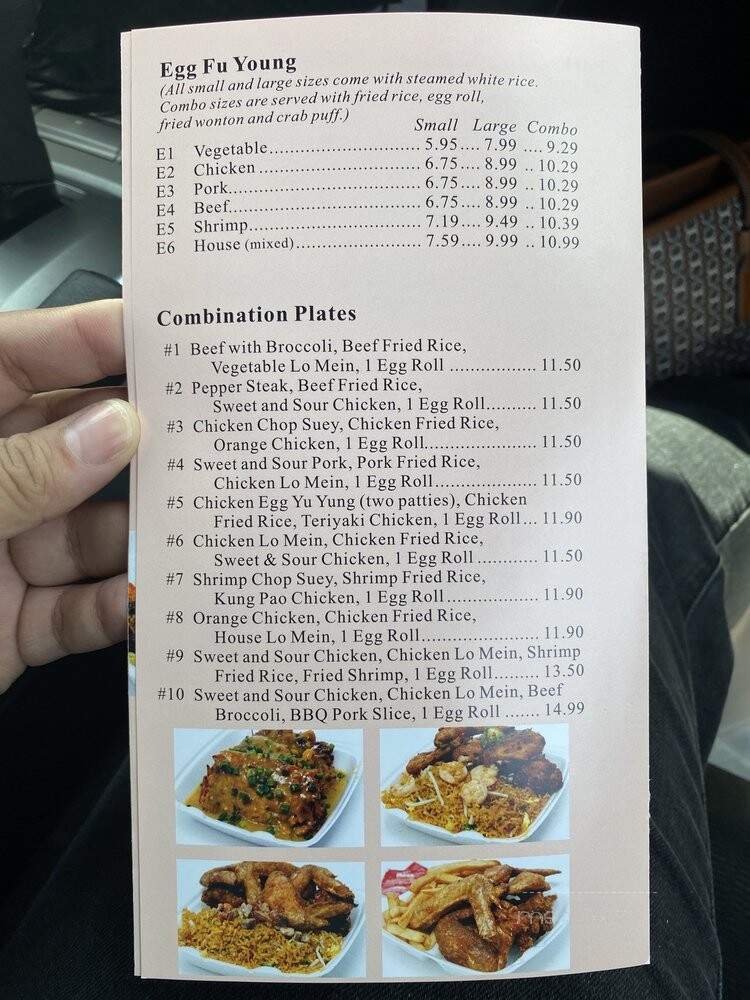 Egg Fu Young
(All small and large sizes come with steamed white rice.
Combo sizes are served with fried rice, egg roll,
fried wonton and crab puff.)
Small Large Combo
E1 Vegetable.............................. 5.95.... 7.99 .... 9.29
E2 Chicken ................................ 6.75.... 8.99 .. 10.29
E3 Pork...................................... 6.75.... 8.99 .. 10.29
E4 Beef...................................... 6.75.... 8.99 .. 10.29
E5 Shrimp.................................. 7.19.... 9.49 .. 10.39
E6 House (mixed)......................... 7.59.... 9.99 .. 10.99
Combination Plates
#1 Beef with Broccoli, Beef Fried Rice,
Vegetable Lo Mein, 1 Egg Roll ................. 11.50
#2 Pepper Steak, Beef Fried Rice,
Sweet and Sour Chicken, 1 Egg Roll.......... 11.50
#3 Chicken Chop Suey, Chicken Fried Rice,
Orange Chicken, 1 Egg Roll...................... 11.50
#4 Sweet and Sour Pork, Pork Fried Rice,
Chicken Lo Mein, 1 Egg Roll.................... 11.50
#5 Chicken Egg Yu Yung (two patties), Chicken
Fried Rice, Teriyaki Chicken, 1 Egg Roll... 11.90
#6 Chicken Lo Mein, Chicken Fried Rice,
Sweet & Sour Chicken, 1 Egg Roll ............ 11.50
#7 Shrimp Chop Suey, Shrimp Fried Rice,
Kung Pao Chicken, 1 Egg Roll.................. 11.90
#8 Orange Chicken, Chicken Fried Rice,
House Lo Mein, 1 Egg Roll....................... 11.90
#9 Sweet and Sour Chicken, Chicken Lo Mein, Shrimp
Fried Rice, Fried Shrimp, 1 Egg Roll......... 13.50
#10 Sweet and Sour Chicken, Chicken Lo Mein, Beef
Broccoli, BBQ Pork Slice, 1 Egg Roll ....... 14.99